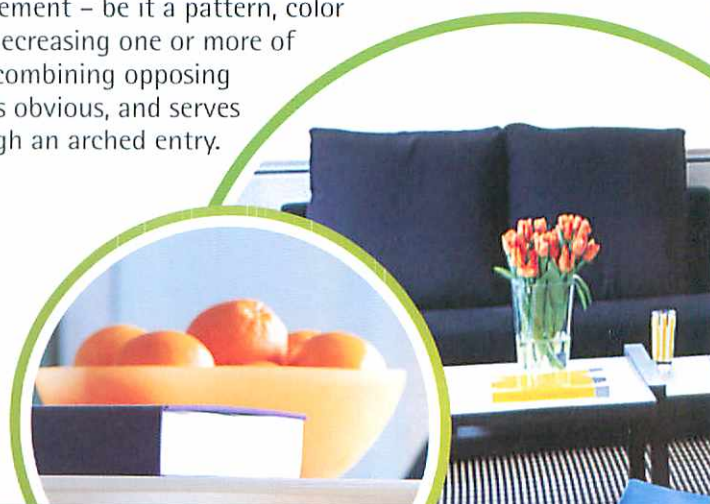 ement – be it a pattern, color
ecreasing one or more of
combining opposing
s obvious, and serves
gh an arched entry.